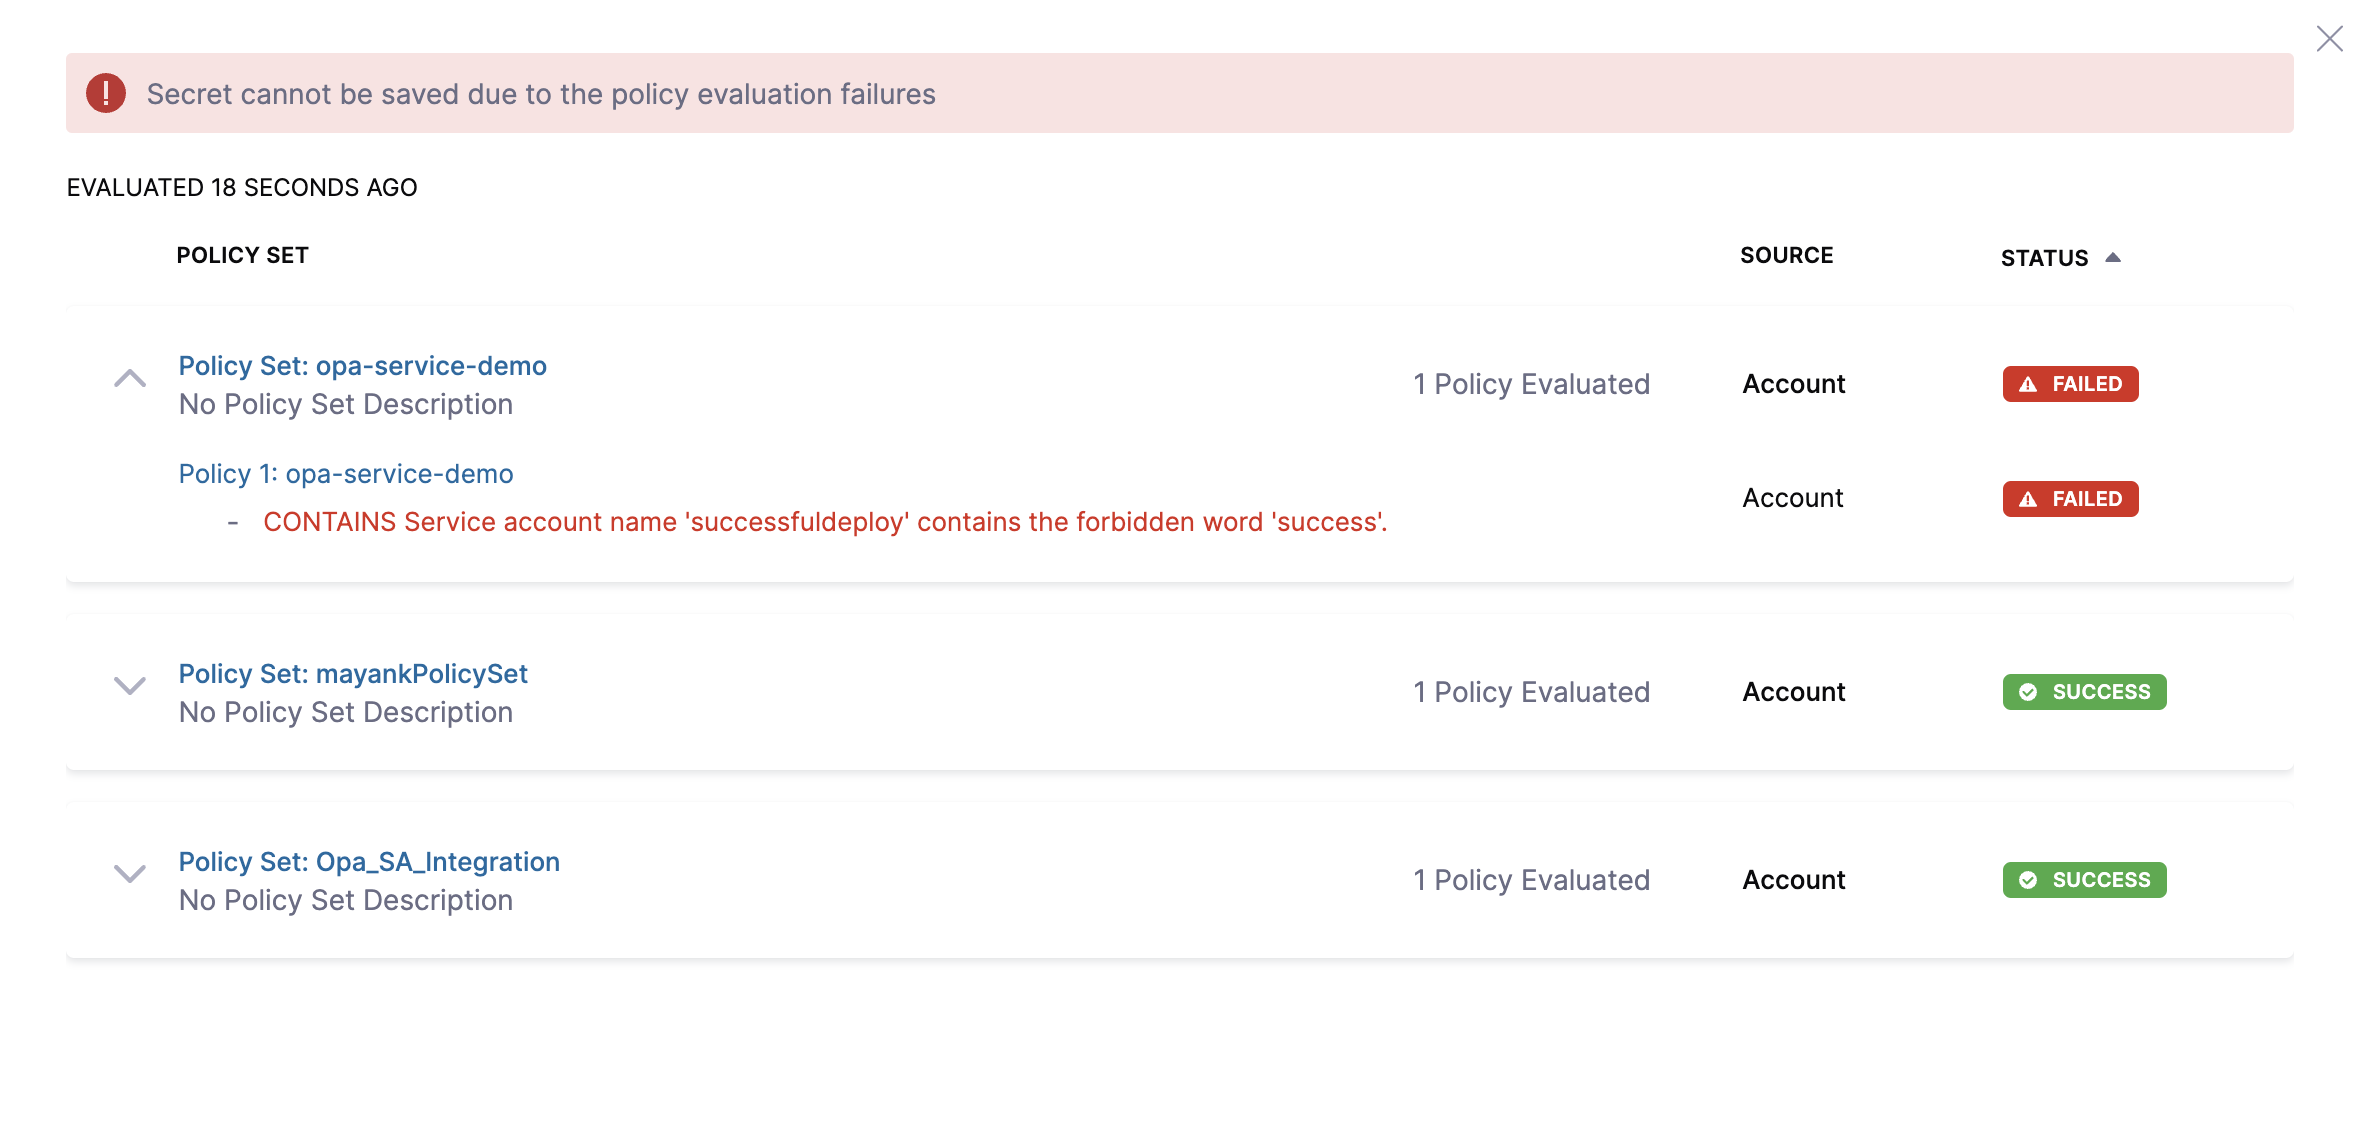 Secret cannot be saved due to the policy evaluation failures
EVALUATED 18 SECONDS AGO
POLICY SET SOURCE STATUS
Policy Set: opa-service-demo
No Policy Set Description
1 Policy Evaluated Account FAILED
Policy 1: opa-service-demo
Account FAILED
- CONTAINS Service account name 'successfuldeploy' contains the forbidden word 'success'.
Policy Set: mayankPolicySet
No Policy Set Description
1 Policy Evaluated Account SUCCESS
Policy Set: Opa_SA_Integration
No Policy Set Description
1 Policy Evaluated Account SUCCESS